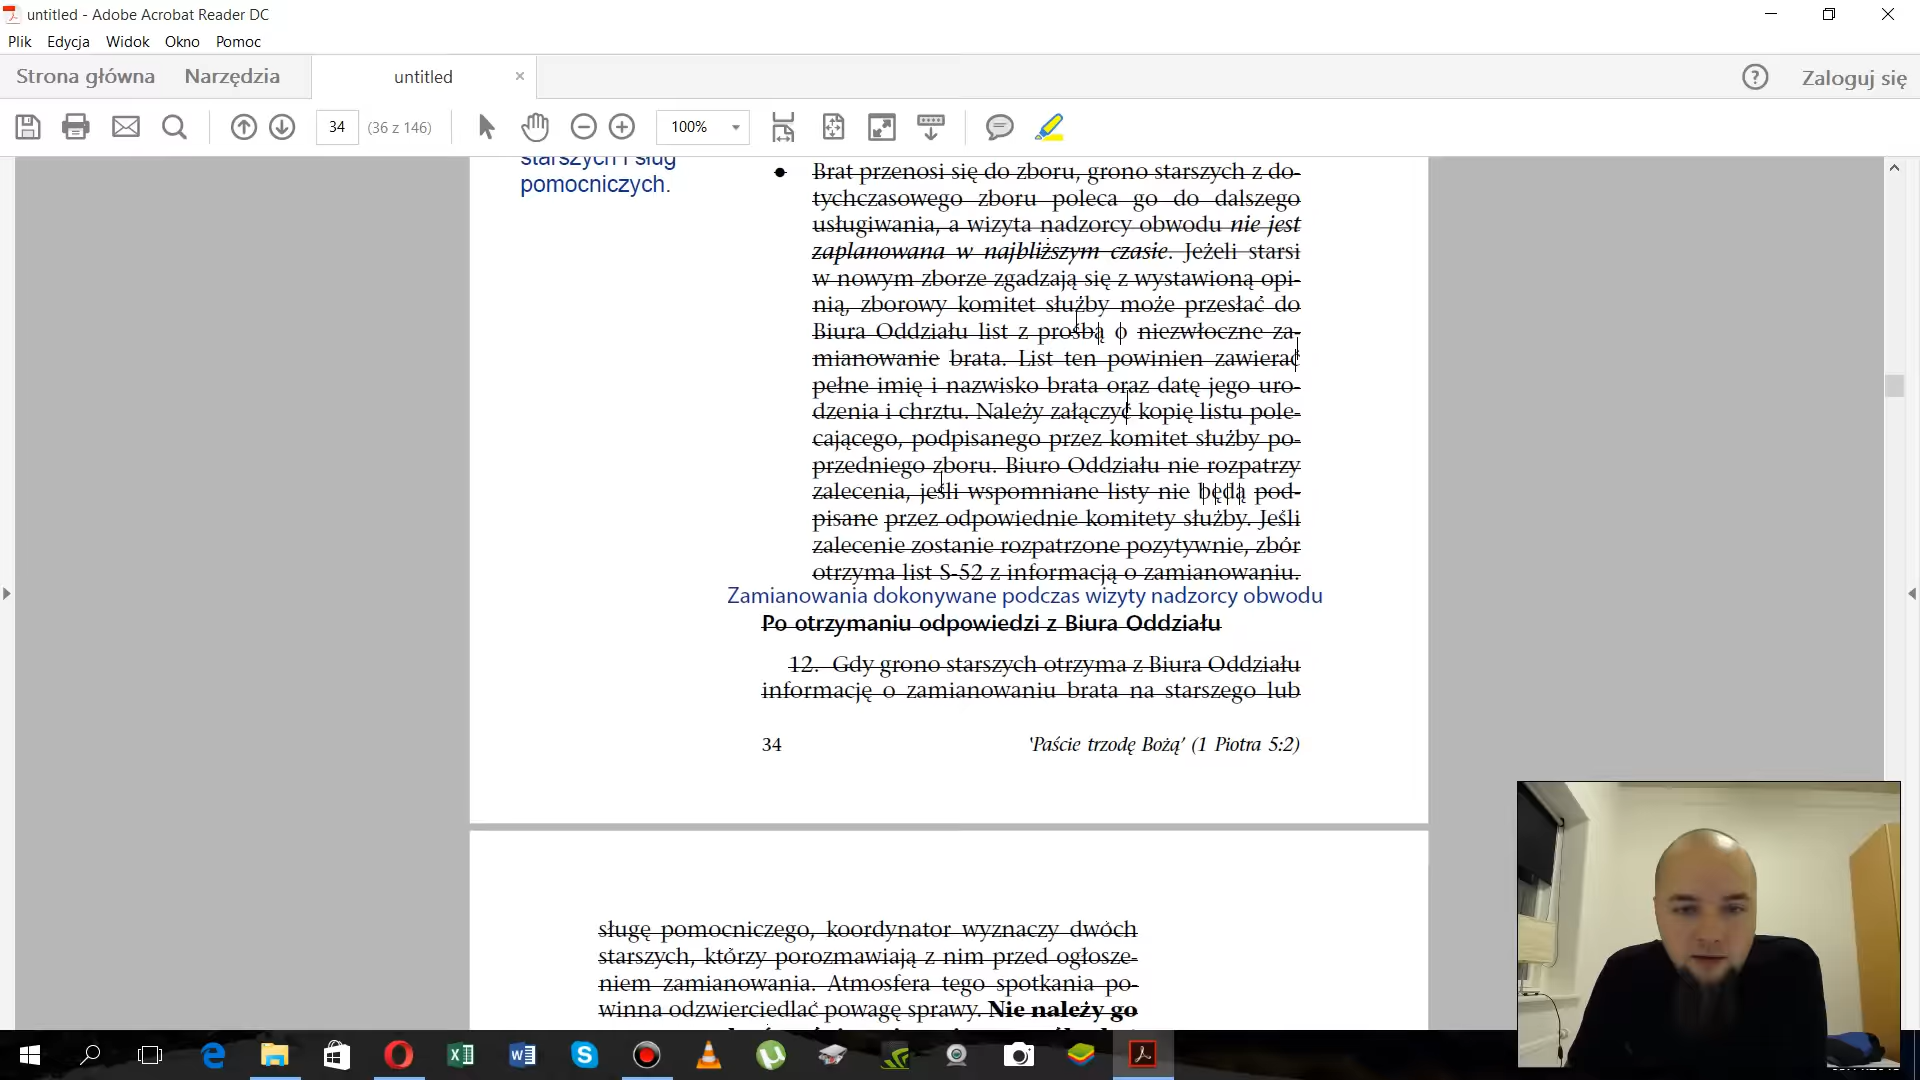 untitled - Adobe Acrobat Reader DC
Plik Edycja Widok Okno Pomoc
Strona główna Narzędzia untitled × Zaloguj się
34 (36 z 146) 100%
starszych i sług
pomocniczych.
• Brat przenosi się do zboru, grono starszych z do-
tychczasowego zboru poleca go do dalszego
usługiwania, a wizyta nadzorcy obwodu nie jest
zaplanowana w najbliższym czasie. Jeżeli starsi
w nowym zborze zgadzają się z wystawioną opi-
nią, zborowy komitet służby może przesłać do
Biura Oddziału list z prośbą o niezwłoczne za-
mianowanie brata. List ten powinien zawierać
pełne imię i nazwisko brata oraz datę jego uro-
dzenia i chrztu. Należy załączyć kopię listu pole-
cającego, podpisanego przez komitet służby po-
przedniego zboru. Biuro Oddziału nie rozpatrzy
zalecenia, jeśli wspomniane listy nie będą pod-
pisane przez odpowiednie komitety służby. Jeśli
zalecenie zostanie rozpatrzone pozytywnie, zbór
otrzyma list S-52 z informacją o zamianowaniu.
Zamianowania dokonywane podczas wizyty nadzorcy obwodu
Po otrzymaniu odpowiedzi z Biura Oddziału
12. Gdy grono starszych otrzyma z Biura Oddziału
informację o zamianowaniu brata na starszego lub
34 ‘Paście trzodę Bożą’ (1 Piotra 5:2)
sługę pomocniczego, koordynator wyznaczy dwóch
starszych, którzy porozmawiają z nim przed ogłosze-
niem zamianowania. Atmosfera tego spotkania po-
winna odzwierciedlać powagę sprawy. Nie należy go